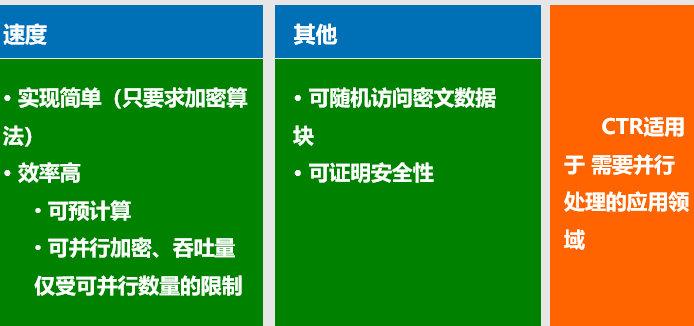 速度
• 实现简单（只要求加密算
法）
• 效率高
• 可预计算
• 可并行加密、吞吐量
仅受可并行数量的限制
其他
• 可随机访问密文数据
块
• 可证明安全性
CTR适用
于 需要并行
处理的应用领
域